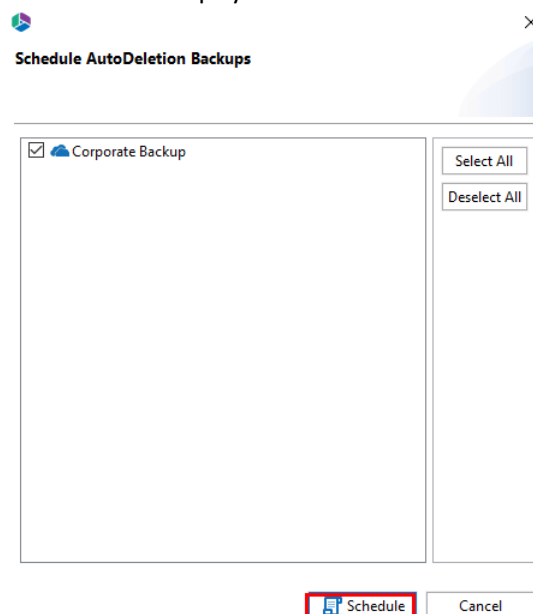 Schedule AutoDeletion Backups
Corporate Backup
Select All
Deselect All
Schedule
Cancel